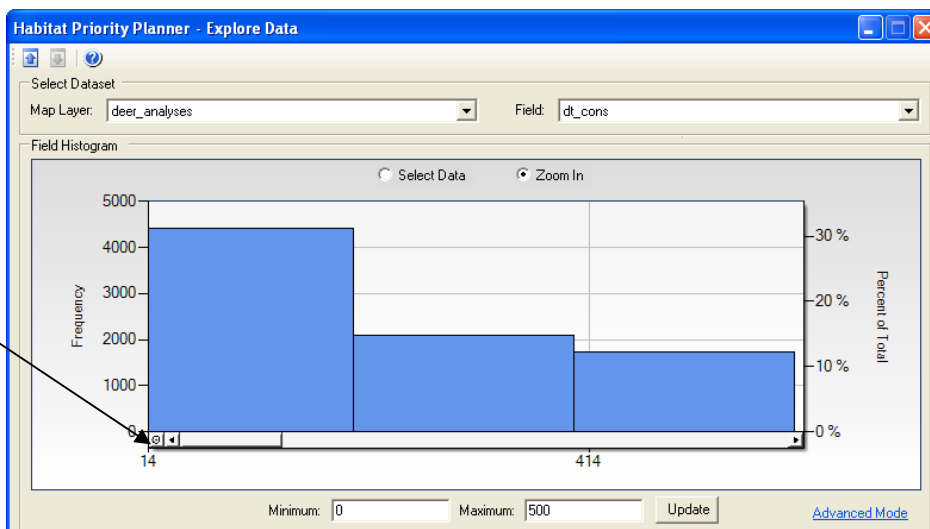 Habitat Priority Planner - Explore Data
Select Dataset
Map Layer: deer_analyses Field: dt_cons
Field Histogram
Select Data Zoom In
5000
4000
3000
2000
1000
0
Frequency
30 %
20 %
10 %
0 %
Percent of Total
14 414
Minimum: 0 Maximum: 500 Update Advanced Mode